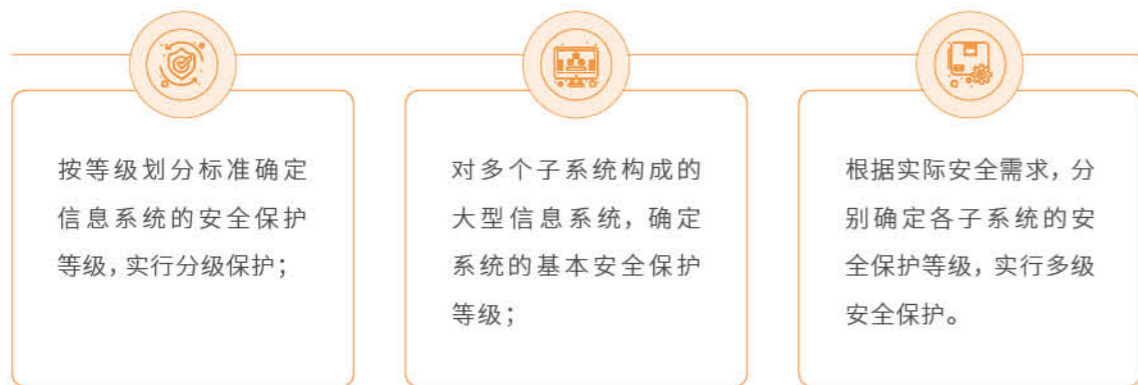 按等级划分标准确定
信息系统的安全保护
等级，实行分级保护；
对多个子系统构成的
大型信息系统，确定
系统的基本安全保护
等级；
根据实际安全需求，分
别确定各子系统的安
全保护等级，实行多级
安全保护。